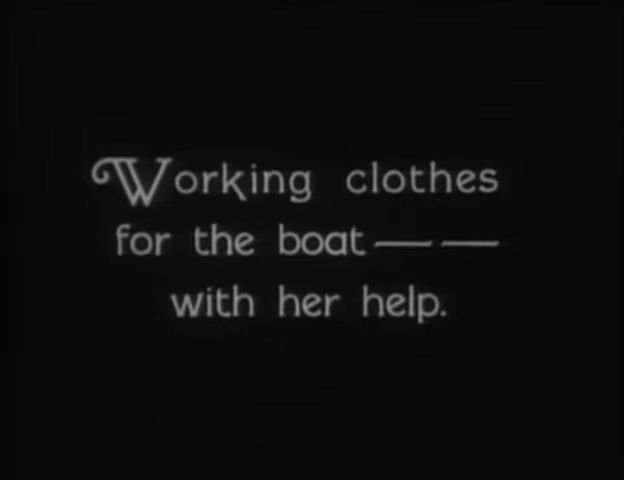 Working clothes
for the boat — —
with her help.